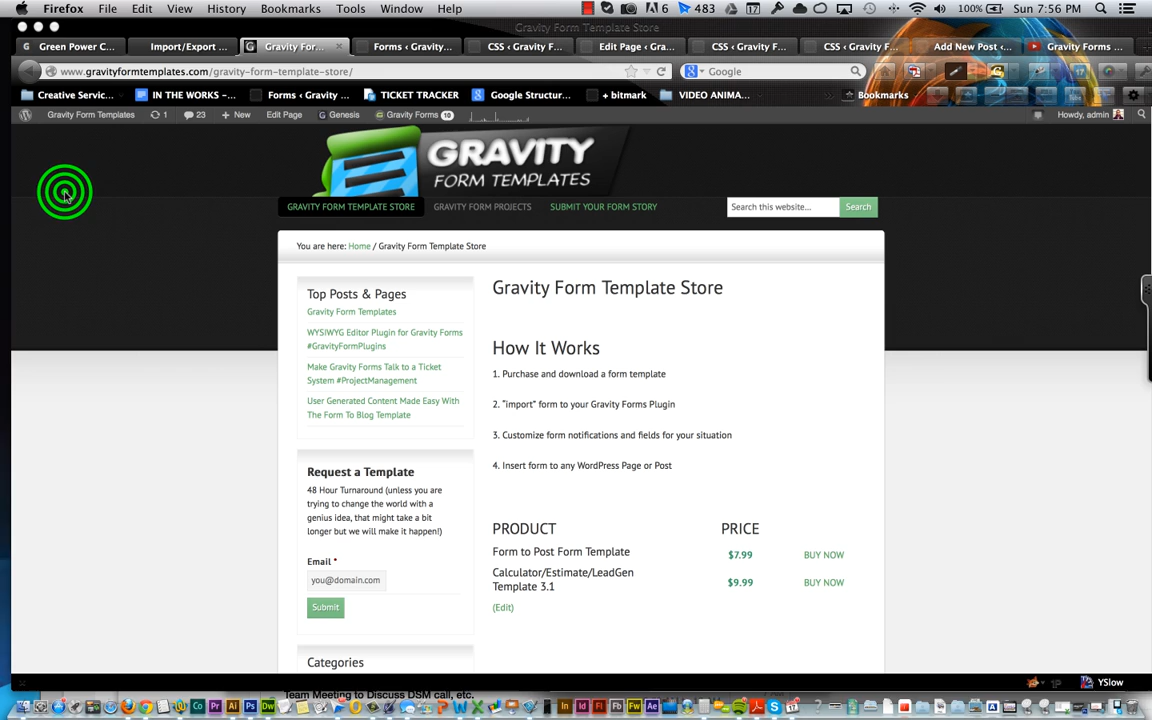 Firefox File Edit View History Bookmarks Tools Window Help 6 483 17 100% Sun 7:56 PM
Gravity Form Template Store
Green Power C... Import/Export ... Gravity For... Forms ‹ Gravity... CSS ‹ Gravity F... Edit Page ‹ Gra... CSS ‹ Gravity F... CSS ‹ Gravity F... Add New Post ‹... Gravity Forms ...
www.gravityformtemplates.com/gravity-form-template-store/ Google
Creative Servic... IN THE WORKS –... Forms ‹ Gravity ... TICKET TRACKER Google Structur... + bitmark VIDEO ANIMA... Bookmarks
Gravity Form Templates 1 23 + New Edit Page Genesis Gravity Forms 10 Howdy, admin
GRAVITY
FORM TEMPLATES
GRAVITY FORM TEMPLATE STORE GRAVITY FORM PROJECTS SUBMIT YOUR FORM STORY Search this website... Search
You are here: Home / Gravity Form Template Store
Top Posts & Pages
Gravity Form Templates
WYSIWYG Editor Plugin for Gravity Forms
#GravityFormPlugins
Make Gravity Forms Talk to a Ticket
System #ProjectManagement
User Generated Content Made Easy With
The Form To Blog Template
Request a Template
48 Hour Turnaround (unless you are
trying to change the world with a
genius idea, that might take a bit
longer but we will make it happen!)
Email *
you@domain.com
Submit
Categories
Gravity Form Template Store
How It Works
1. Purchase and download a form template
2. "import" form to your Gravity Forms Plugin
3. Customize form notifications and fields for your situation
4. Insert form to any WordPress Page or Post
PRODUCT PRICE
Form to Post Form Template $7.99 BUY NOW
Calculator/Estimate/LeadGen
Template 3.1 $9.99 BUY NOW
(Edit)
YSlow
Team Meeting to Discuss DSM call, etc.